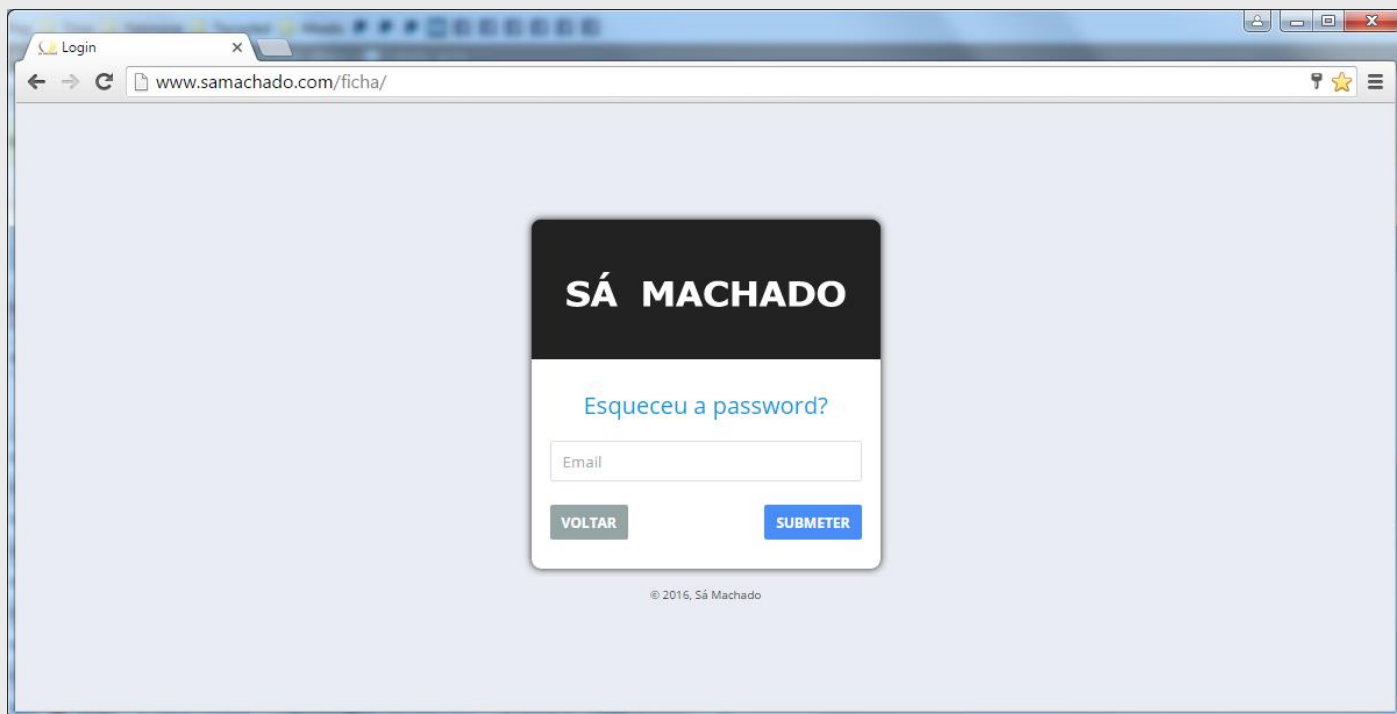 Login
www.samachado.com/ficha/
SÁ MACHADO
Esqueceu a password?
Email
VOLTAR
SUBMETER
© 2016, Sá Machado